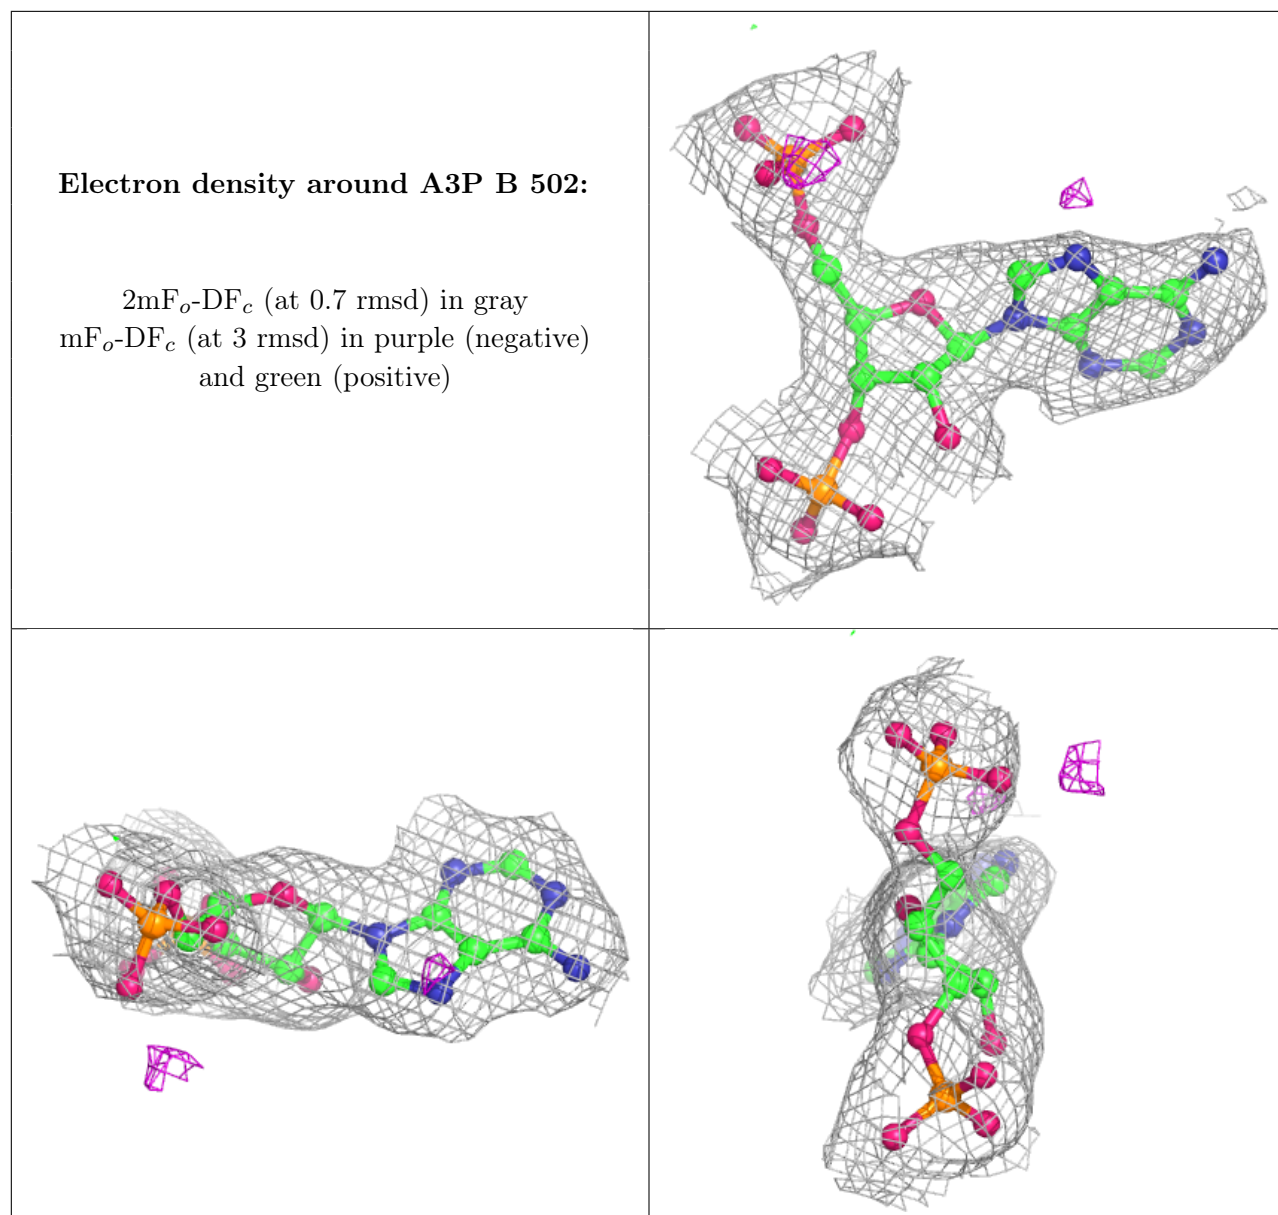 Electron density around A3P B 502:
2mFₒ-DF𝒸 (at 0.7 rmsd) in gray
mFₒ-DF𝒸 (at 3 rmsd) in purple (negative)
and green (positive)